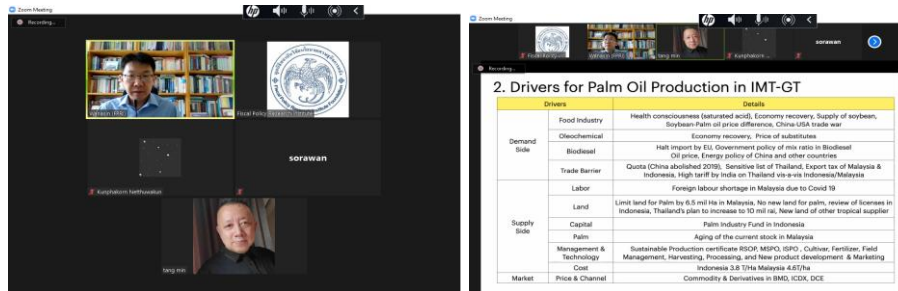 Zoom Meeting
Recording...
Fiscal Policy Research Institute
sorawan
Kunphakorn Netthuwakun
tang min
Zoom Meeting
sorawan
tang min
Kunphakorn
Recording...
2. Drivers for Palm Oil Production in IMT-GT
Drivers
Details
Demand Side
Food Industry
Health consciousness (saturated acid), Economy recovery, Supply of soybean,
Soybean-Palm oil price difference, China-USA trade war
Oleochemical
Economy recovery, Price of substitutes
Biodiesel
Halt import by EU, Government policy of mix ratio in Biodiesel
Oil price, Energy policy of China and other countries
Trade Barrier
Quota (China abolished 2019), Sensitive list of Thailand, Export tax of Malaysia &
Indonesia, High tariff by India on Thailand vis-a-vis Indonesia/Malaysia
Supply Side
Labor
Foreign labour shortage in Malaysia due to Covid 19
Land
Limit land for Palm by 6.5 mil Ha in Malaysia, No new land for palm, review of licenses in
Indonesia, Thailand's plan to increase to 10 mil rai, New land of other tropical supplier
Capital
Palm Industry Fund in Indonesia
Palm
Aging of the current stock in Malaysia
Management &
Technology
Sustainable Production certificate RSOP, MSPO, ISPO , Cultivar, Fertilizer, Field
Management, Harvesting, Processing, and New product development & Marketing
Cost
Indonesia 3.8 T/Ha Malaysia 4.6T/ha
Market
Price & Channel
Commodity & Derivatives in BMD, ICDX, DCE